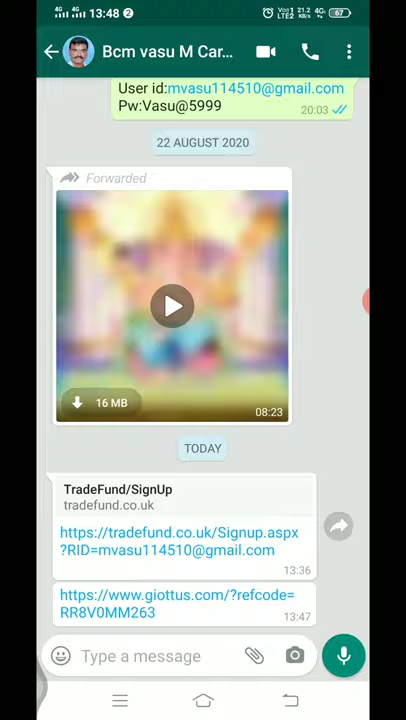 13:48
Vo))
LTE2
21.2
KB/s
4G+
67
Bcm vasu M Car...
User id:mvasu114510@gmail.com
Pw:Vasu@5999
20:03
22 AUGUST 2020
Forwarded
16 MB
08:23
TODAY
TradeFund/SignUp
tradefund.co.uk
https://tradefund.co.uk/Signup.aspx
?RID=mvasu114510@gmail.com
13:36
https://www.giottus.com/?refcode=
RR8V0MM263
13:47
Type a message